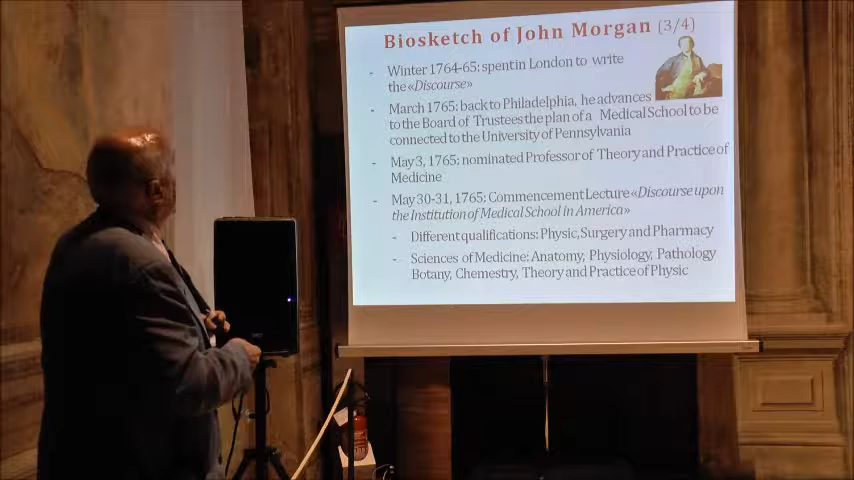 Biosketch of John Morgan (3/4)
- Winter 1764-65: spent in London to write
the «Discourse»
- March 1765: back to Philadelphia, he advances
to the Board of Trustees the plan of a Medical School to be
connected to the University of Pennsylvania
- May 3, 1765: nominated Professor of Theory and Practice of
Medicine
- May 30-31, 1765: Commencement Lecture «Discourse upon
the Institution of Medical School in America»
- Different qualifications: Physic, Surgery and Pharmacy
- Sciences of Medicine: Anatomy, Physiology, Pathology
Botany, Chemestry, Theory and Practice of Physic